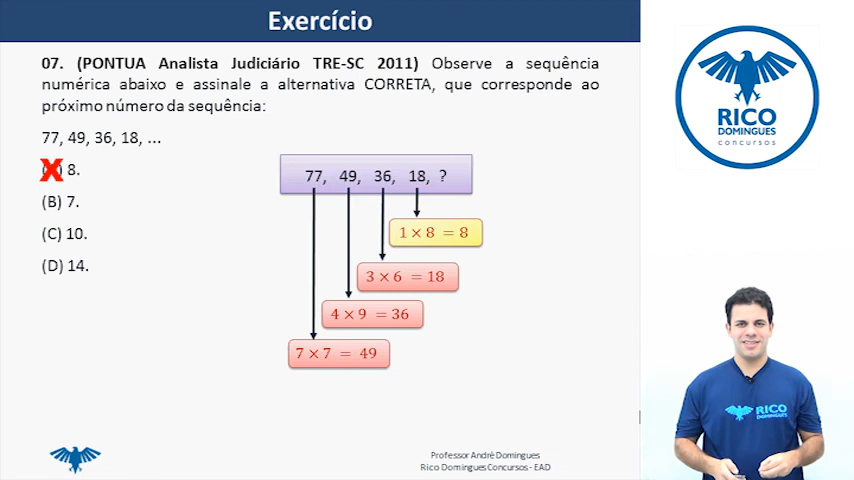 Exercício
07. (PONTUA Analista Judiciário TRE-SC 2011) Observe a sequência
numérica abaixo e assinale a alternativa CORRETA, que corresponde ao
próximo número da sequência:
77, 49, 36, 18, ...
8.
(B) 7.
(C) 10.
(D) 14.
77, 49, 36, 18, ?
1 × 8 = 8
3 × 6 = 18
4 × 9 = 36
7 × 7 = 49
Professor André Domingues
Rico Domingues Concursos - EAD
RICO
DOMINGUES
concursos
RICO
DOMINGUES